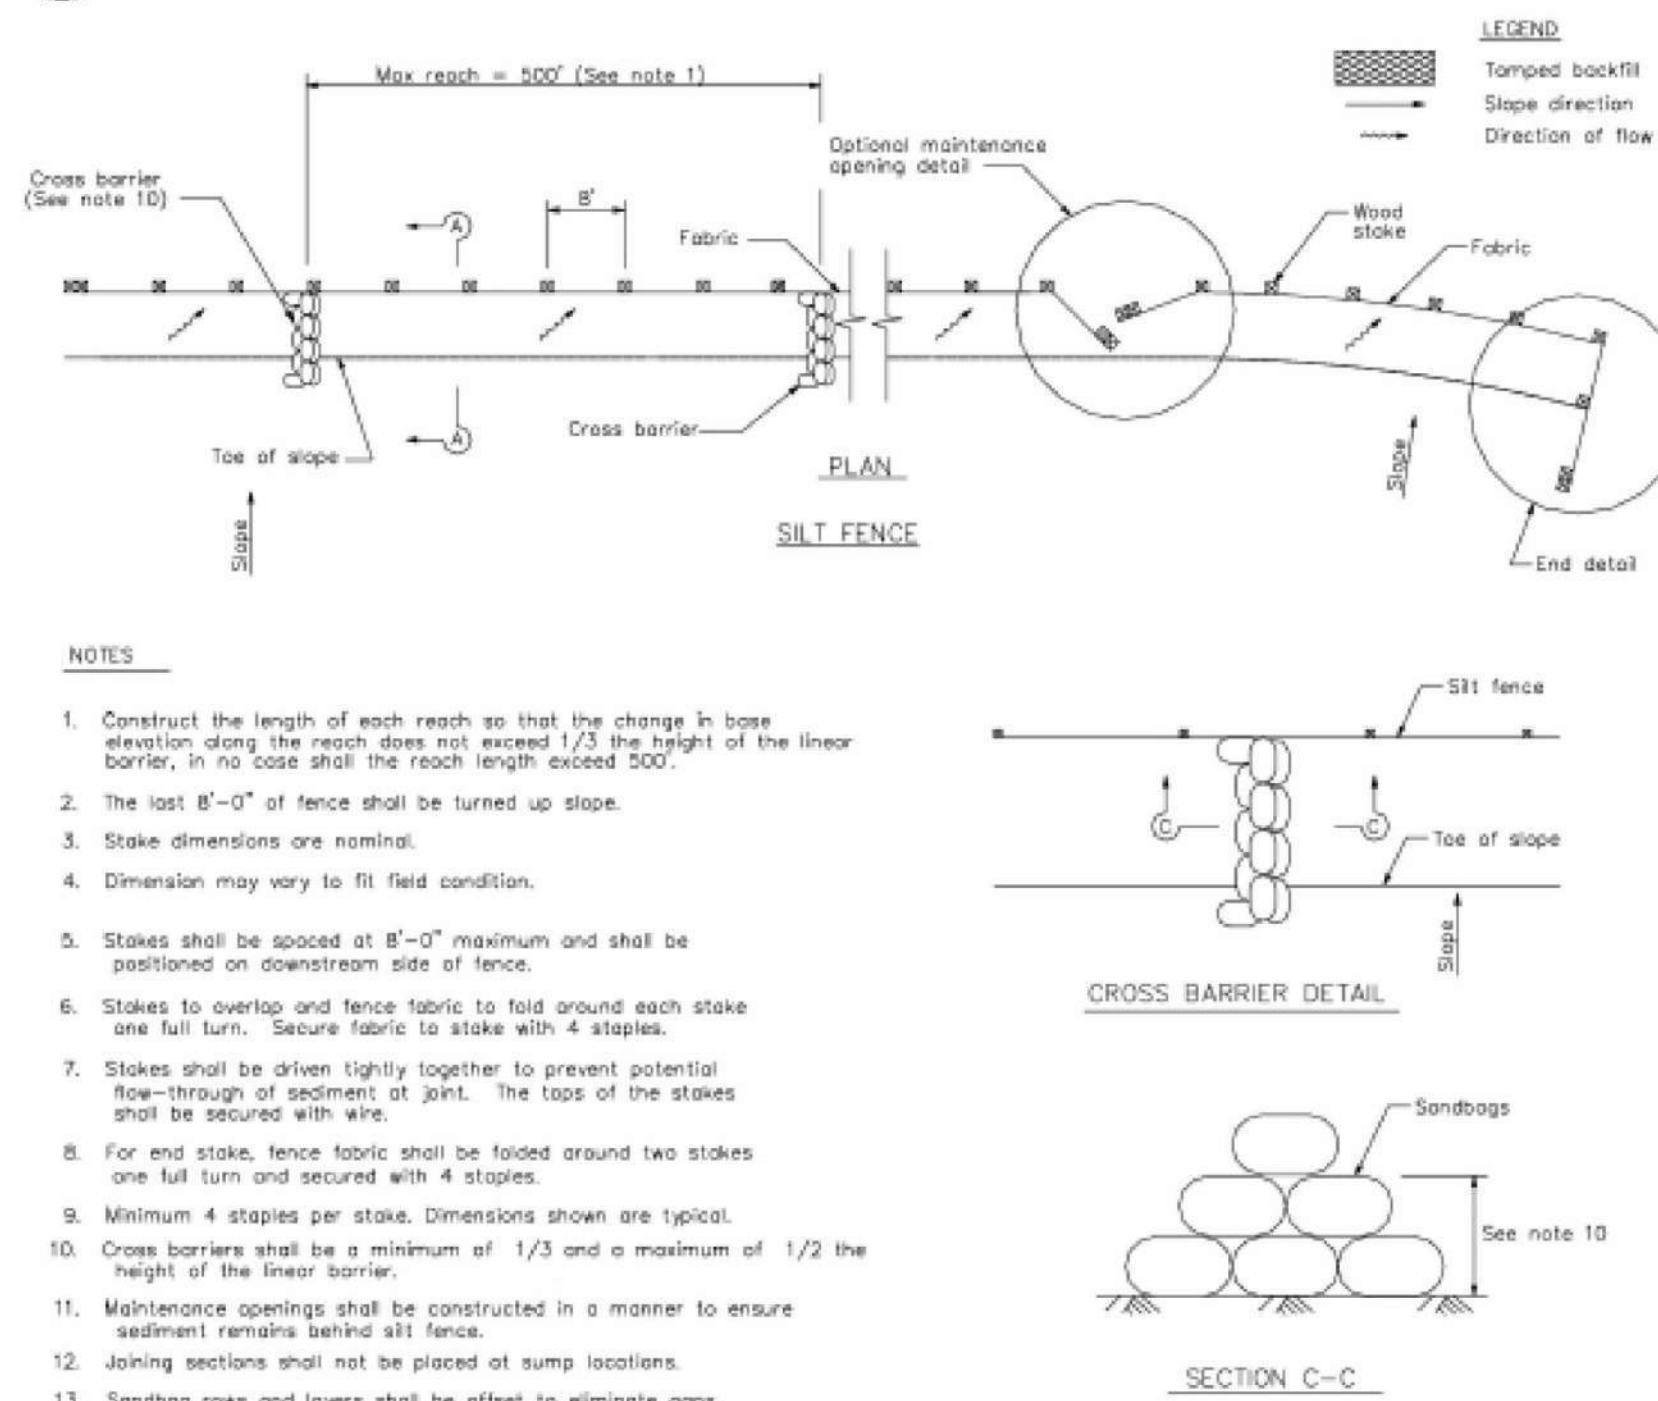 LEGEND
Tamped backfill
Slope direction
Direction of flow
Max reach = 500' (See note 1)
Optional maintenance
opening detail
Cross barrier
(See note 10)
8'
A
Fabric
Wood
stake
Fabric
Cross barrier
A
Toe of slope
PLAN
Slope
Slope
SILT FENCE
End detail
NOTES
1. Construct the length of each reach so that the change in base
elevation along the reach does not exceed 1/3 the height of the linear
barrier, in no case shall the reach length exceed 500'.
2. The last 8'-0" of fence shall be turned up slope.
3. Stake dimensions are nominal.
4. Dimension may vary to fit field condition.
5. Stakes shall be spaced at 8'-0" maximum and shall be
positioned on downstream side of fence.
6. Stakes to overlap and fence fabric to fold around each stake
one full turn. Secure fabric to stake with 4 staples.
7. Stakes shall be driven tightly together to prevent potential
flow-through of sediment at joint. The tops of the stakes
shall be secured with wire.
8. For end stake, fence fabric shall be folded around two stakes
one full turn and secured with 4 staples.
9. Minimum 4 staples per stake. Dimensions shown are typical.
10. Cross barriers shall be a minimum of 1/3 and a maximum of 1/2 the
height of the linear barrier.
11. Maintenance openings shall be constructed in a manner to ensure
sediment remains behind silt fence.
12. Joining sections shall not be placed at sump locations.
13. Sandbag rows and layers shall be offset to eliminate gaps.
Silt fence
C
C
Toe of slope
Slope
CROSS BARRIER DETAIL
Sandbags
See note 10
SECTION C-C